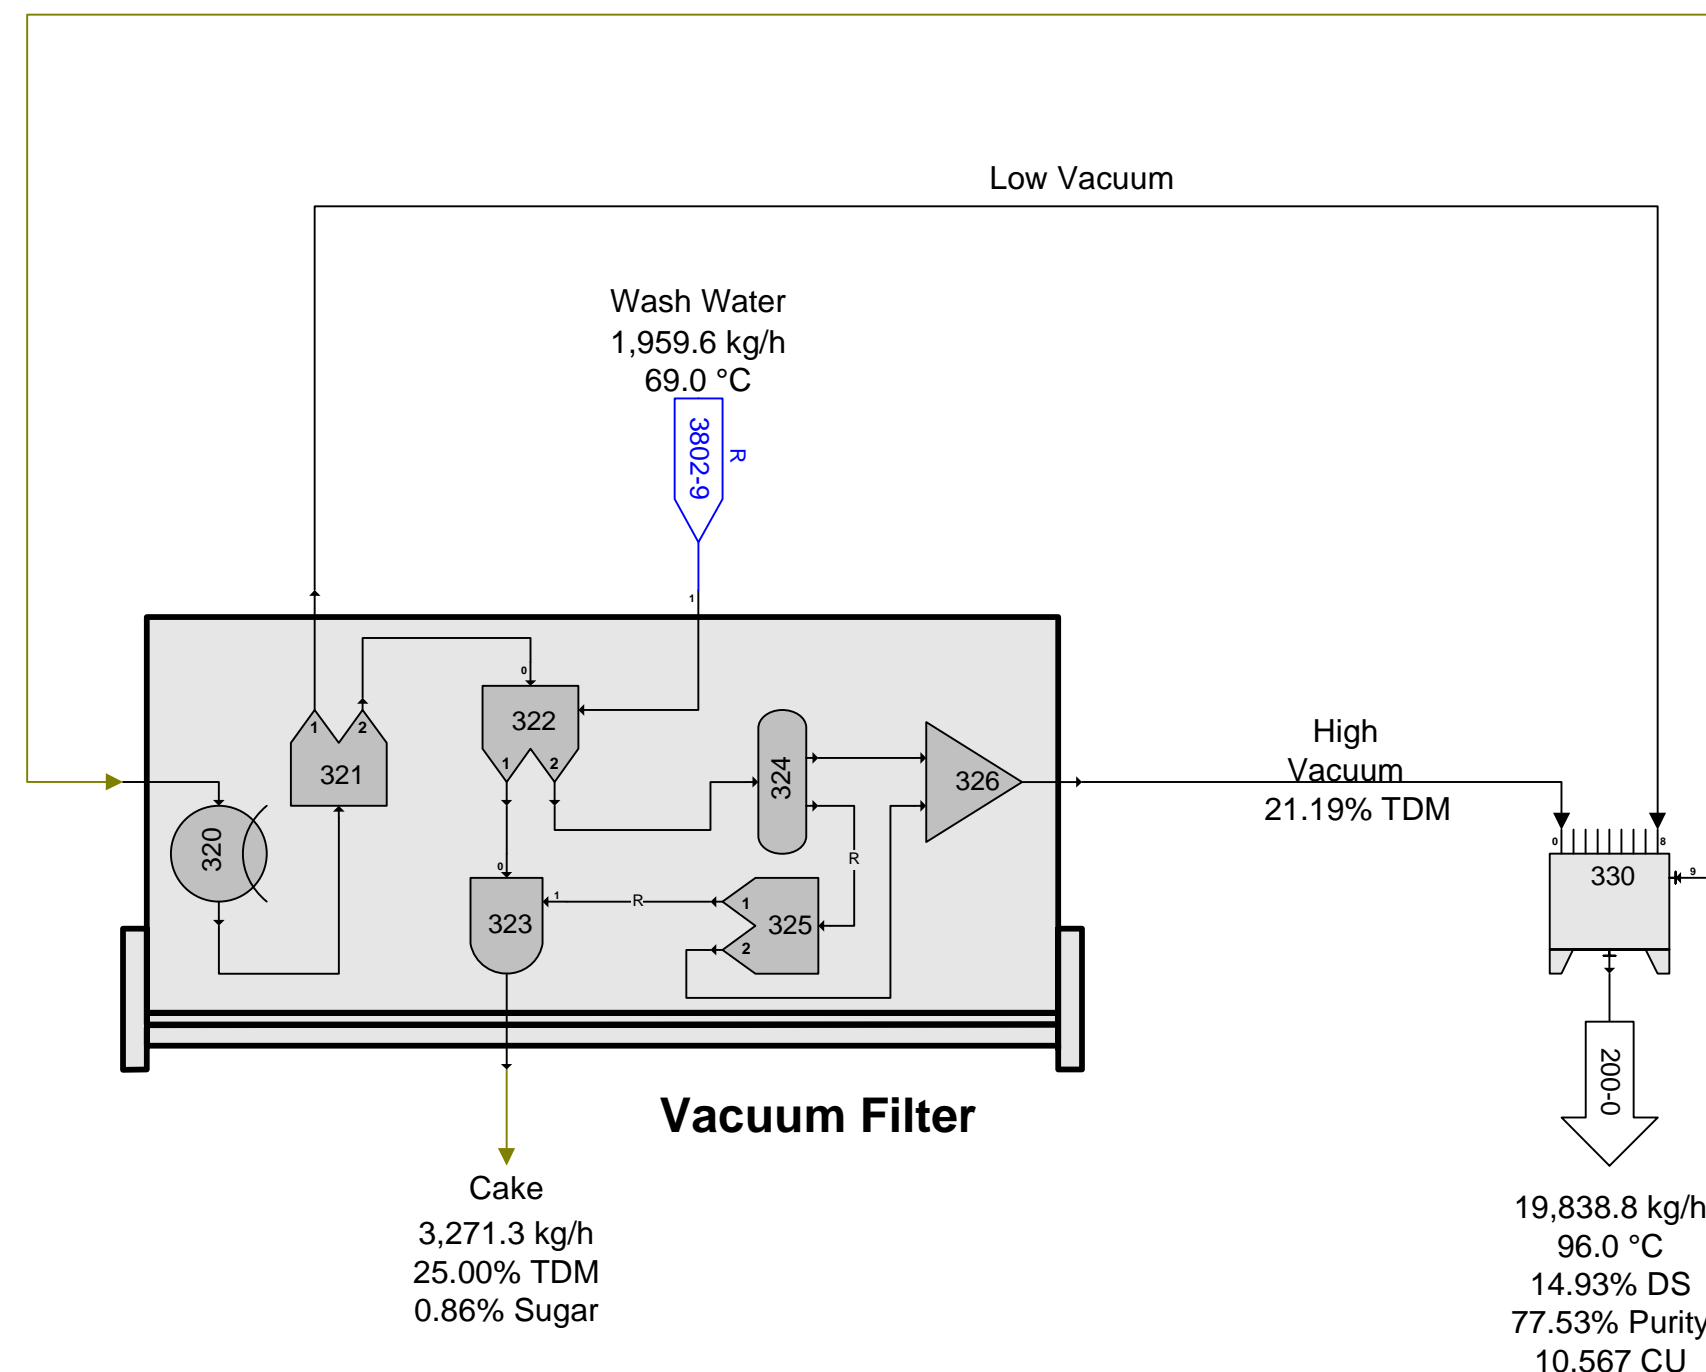 Low Vacuum
Wash Water
1,959.6 kg/h
69.0 °C
3802-9
R
1
0
322
1 2
1 2
321
324
326
320
High
Vacuum
21.19% TDM
0 8
330
9
R
0
323
1
R
1
325
2
200-0
Vacuum Filter
Cake
3,271.3 kg/h
25.00% TDM
0.86% Sugar
19,838.8 kg/h
96.0 °C
14.93% DS
77.53% Purity
10.567 CU